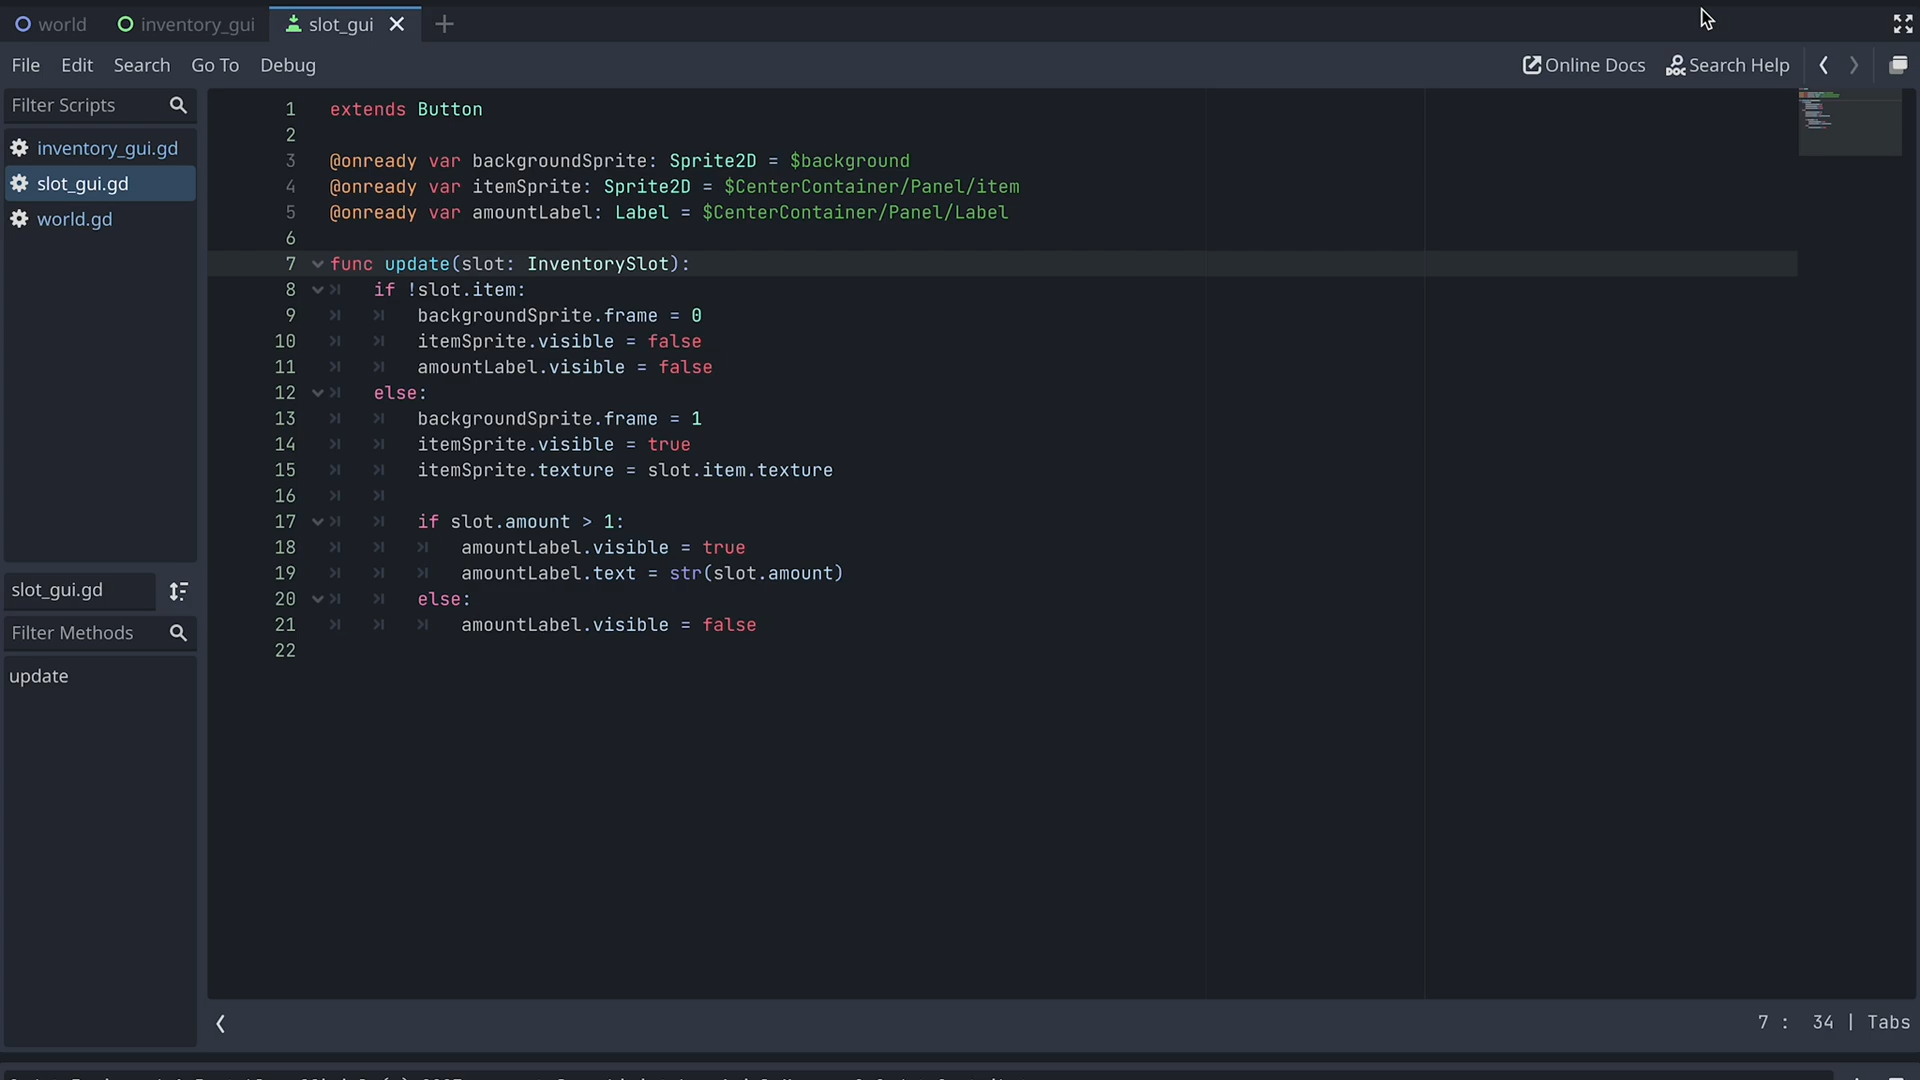 world inventory_gui slot_gui
File Edit Search Go To Debug Online Docs Search Help
Filter Scripts
inventory_gui.gd
slot_gui.gd
world.gd
slot_gui.gd
Filter Methods
update
1 extends Button
2
3 @onready var backgroundSprite: Sprite2D = $background
4 @onready var itemSprite: Sprite2D = $CenterContainer/Panel/item
5 @onready var amountLabel: Label = $CenterContainer/Panel/Label
6
7 func update(slot: InventorySlot):
8 if !slot.item:
9 backgroundSprite.frame = 0
10 itemSprite.visible = false
11 amountLabel.visible = false
12 else:
13 backgroundSprite.frame = 1
14 itemSprite.visible = true
15 itemSprite.texture = slot.item.texture
16
17 if slot.amount > 1:
18 amountLabel.visible = true
19 amountLabel.text = str(slot.amount)
20 else:
21 amountLabel.visible = false
22
7 : 34 | Tabs